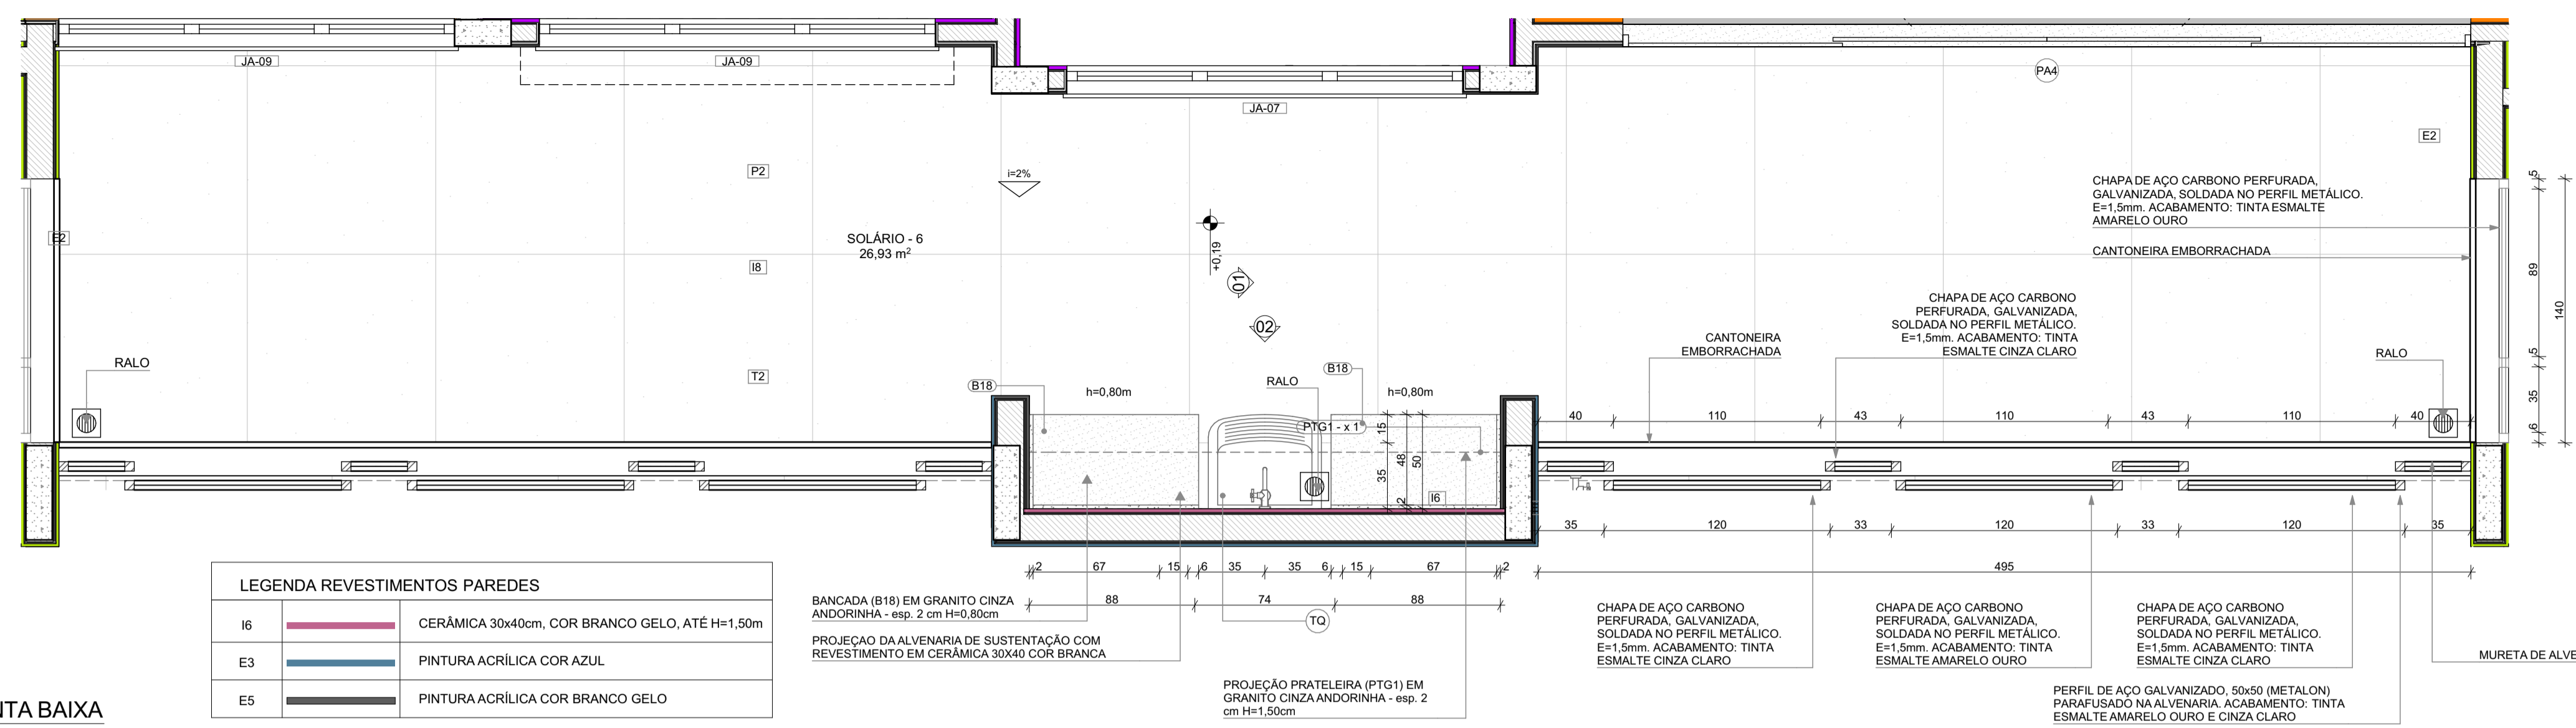 JA-09
JA-09
JA-07
PA4
E2
P2
i=2%
CHAPA DE AÇO CARBONO PERFURADA,
GALVANIZADA, SOLDADA NO PERFIL METÁLICO.
E=1,5mm. ACABAMENTO: TINTA ESMALTE
AMARELO OURO
CANTONEIRA EMBORRACHADA
E2
SOLÁRIO - 6
26,93 m²
+0,19
I8
01
02
5
89
140
5
35
6
CHAPA DE AÇO CARBONO
PERFURADA, GALVANIZADA,
SOLDADA NO PERFIL METÁLICO.
E=1,5mm. ACABAMENTO: TINTA
ESMALTE CINZA CLARO
CANTONEIRA
EMBORRACHADA
RALO
T2
B18
h=0,80m
RALO
B18
h=0,80m
RALO
PTG1 - x 1
15
48
50
35
2
I6
40
110
43
110
43
110
40
35
120
33
120
33
120
35
2
67
15
6
35
35
6
15
67
2
495
88
74
88
TQ
LEGENDA REVESTIMENTOS PAREDES
I6
CERÂMICA 30x40cm, COR BRANCO GELO, ATÉ H=1,50m
E3
PINTURA ACRÍLICA COR AZUL
E5
PINTURA ACRÍLICA COR BRANCO GELO
NTA BAIXA
BANCADA (B18) EM GRANITO CINZA
ANDORINHA - esp. 2 cm H=0,80cm
PROJEÇAO DA ALVENARIA DE SUSTENTAÇÃO COM
REVESTIMENTO EM CERÂMICA 30X40 COR BRANCA
PROJEÇÃO PRATELEIRA (PTG1) EM
GRANITO CINZA ANDORINHA - esp. 2
cm H=1,50cm
CHAPA DE AÇO CARBONO
PERFURADA, GALVANIZADA,
SOLDADA NO PERFIL METÁLICO.
E=1,5mm. ACABAMENTO: TINTA
ESMALTE CINZA CLARO
CHAPA DE AÇO CARBONO
PERFURADA, GALVANIZADA,
SOLDADA NO PERFIL METÁLICO.
E=1,5mm. ACABAMENTO: TINTA
ESMALTE AMARELO OURO
CHAPA DE AÇO CARBONO
PERFURADA, GALVANIZADA,
SOLDADA NO PERFIL METÁLICO.
E=1,5mm. ACABAMENTO: TINTA
ESMALTE CINZA CLARO
MURETA DE ALVE
PERFIL DE AÇO GALVANIZADO, 50x50 (METALON)
PARAFUSADO NA ALVENARIA. ACABAMENTO: TINTA
ESMALTE AMARELO OURO E CINZA CLARO